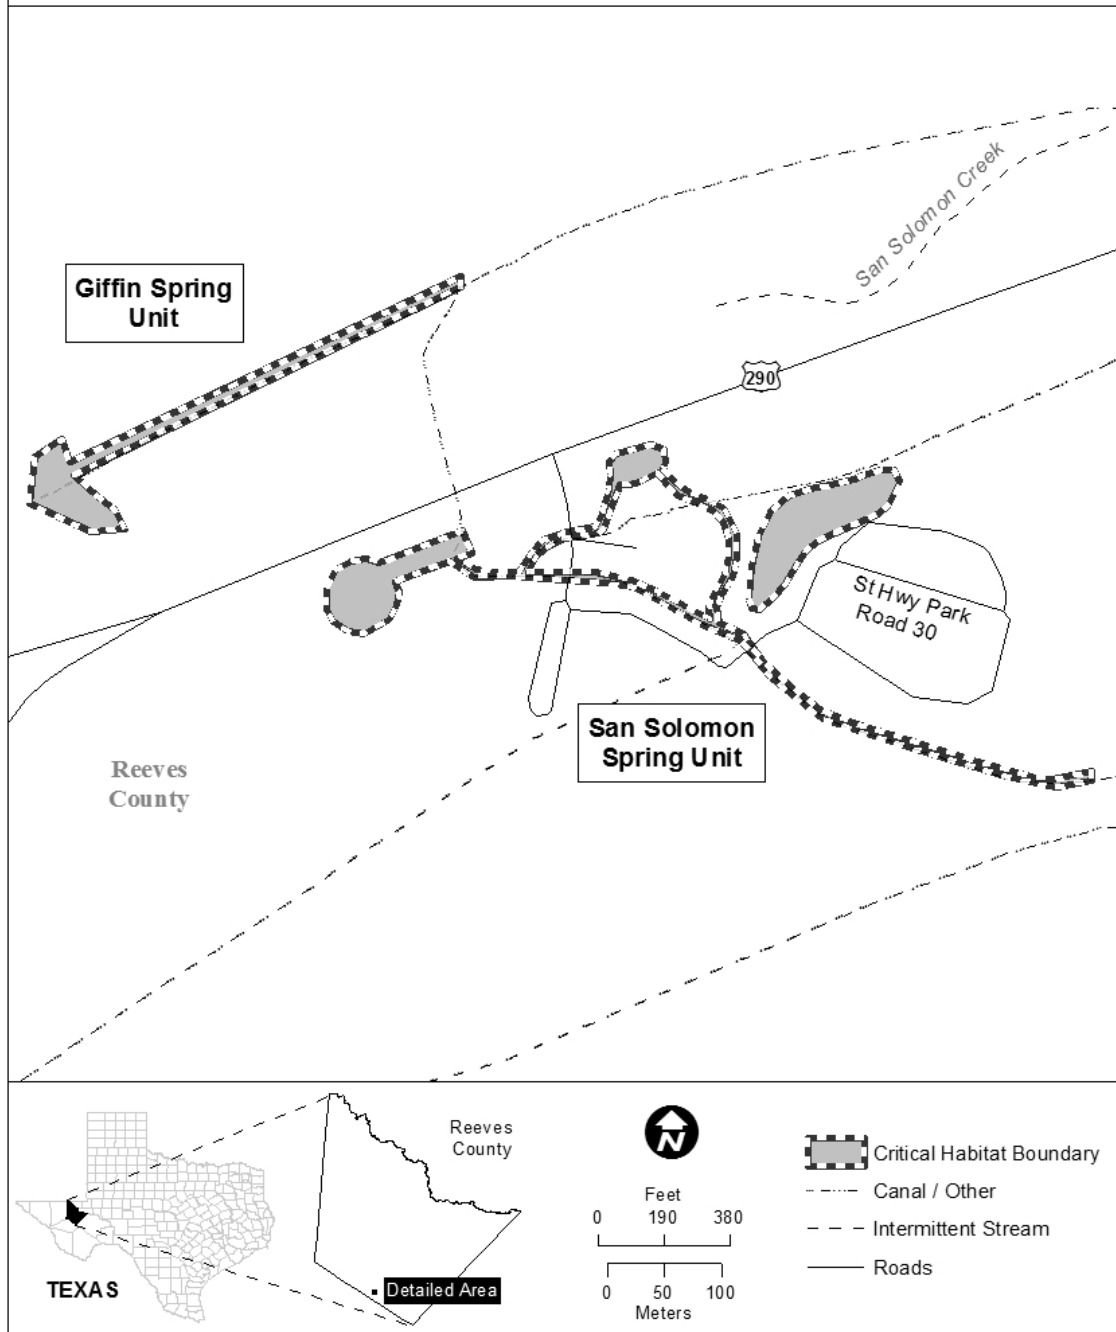 San Solomon Creek
Giffin Spring
Unit
290
St Hwy Park
Road 30
San Solomon
Spring Unit
Reeves
County
Reeves
County
N
Feet
0 190 380
0 50 100
Meters
TEXAS
Detailed Area
Critical Habitat Boundary
Canal / Other
Intermittent Stream
Roads